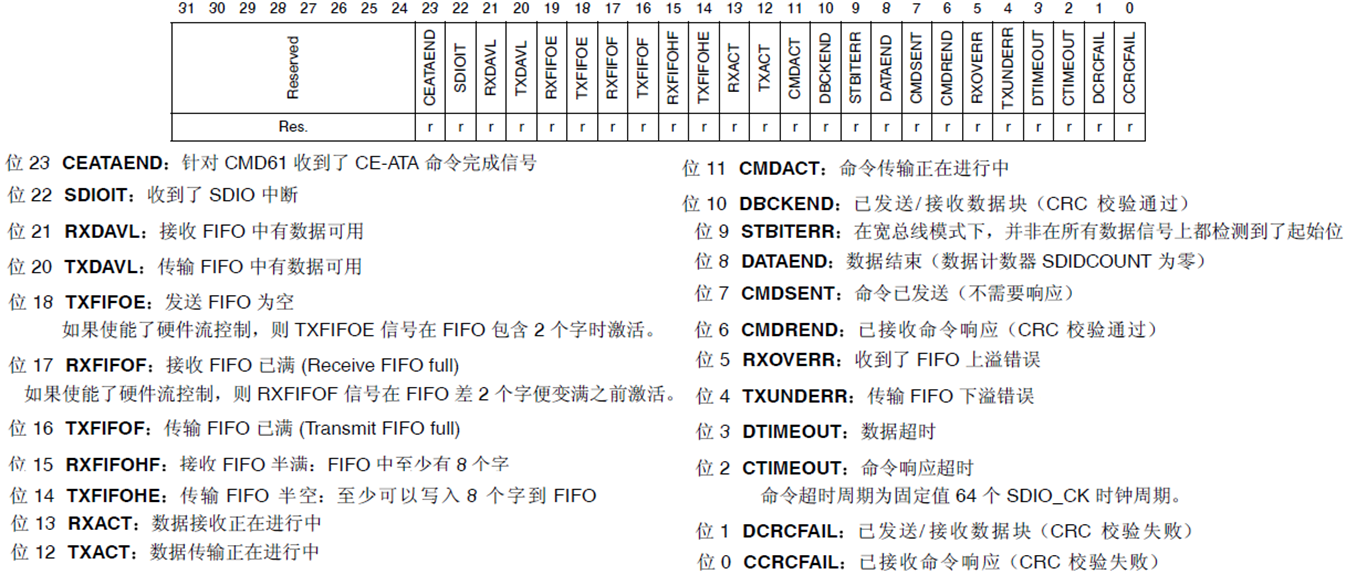 31 30 29 28 27 26 25 24 23 22 21 20 19 18 17 16 15 14 13 12 11 10 9 8 7 6 5 4 3 2 1 0
Reserved CEATAEND SDIOIT RXDAVL TXDAVL RXFIFOE TXFIFOE RXFIFOF TXFIFOF RXFIFOHF TXFIFOHE RXACT TXACT CMDACT DBCKEND STBITERR DATAEND CMDSENT CMDREND RXOVERR TXUNDERR DTIMEOUT CTIMEOUT DCRCFAIL CCRCFAIL
Res. r r r r r r r r r r r r r r r r r r r r r r r r
位 23 CEATAEND：针对 CMD61 收到了 CE-ATA 命令完成信号
位 22 SDIOIT：收到了 SDIO 中断
位 21 RXDAVL：接收 FIFO 中有数据可用
位 20 TXDAVL：传输 FIFO 中有数据可用
位 18 TXFIFOE：发送 FIFO 为空
如果使能了硬件流控制，则 TXFIFOE 信号在 FIFO 包含 2 个字时激活。
位 17 RXFIFOF：接收 FIFO 已满 (Receive FIFO full)
如果使能了硬件流控制，则 RXFIFOF 信号在 FIFO 差 2 个字便变满之前激活。
位 16 TXFIFOF：传输 FIFO 已满 (Transmit FIFO full)
位 15 RXFIFOHF：接收 FIFO 半满：FIFO 中至少有 8 个字
位 14 TXFIFOHE：传输 FIFO 半空：至少可以写入 8 个字到 FIFO
位 13 RXACT：数据接收正在进行中
位 12 TXACT：数据传输正在进行中
位 11 CMDACT：命令传输正在进行中
位 10 DBCKEND：已发送/接收数据块（CRC 校验通过）
位 9 STBITERR：在宽总线模式下，并非在所有数据信号上都检测到了起始位
位 8 DATAEND：数据结束（数据计数器 SDIDCOUNT 为零）
位 7 CMDSENT：命令已发送（不需要响应）
位 6 CMDREND：已接收命令响应（CRC 校验通过）
位 5 RXOVERR：收到了 FIFO 上溢错误
位 4 TXUNDERR：传输 FIFO 下溢错误
位 3 DTIMEOUT：数据超时
位 2 CTIMEOUT：命令响应超时
命令超时周期为固定值 64 个 SDIO_CK 时钟周期。
位 1 DCRCFAIL：已发送/接收数据块（CRC 校验失败）
位 0 CCRCFAIL：已接收命令响应（CRC 校验失败）